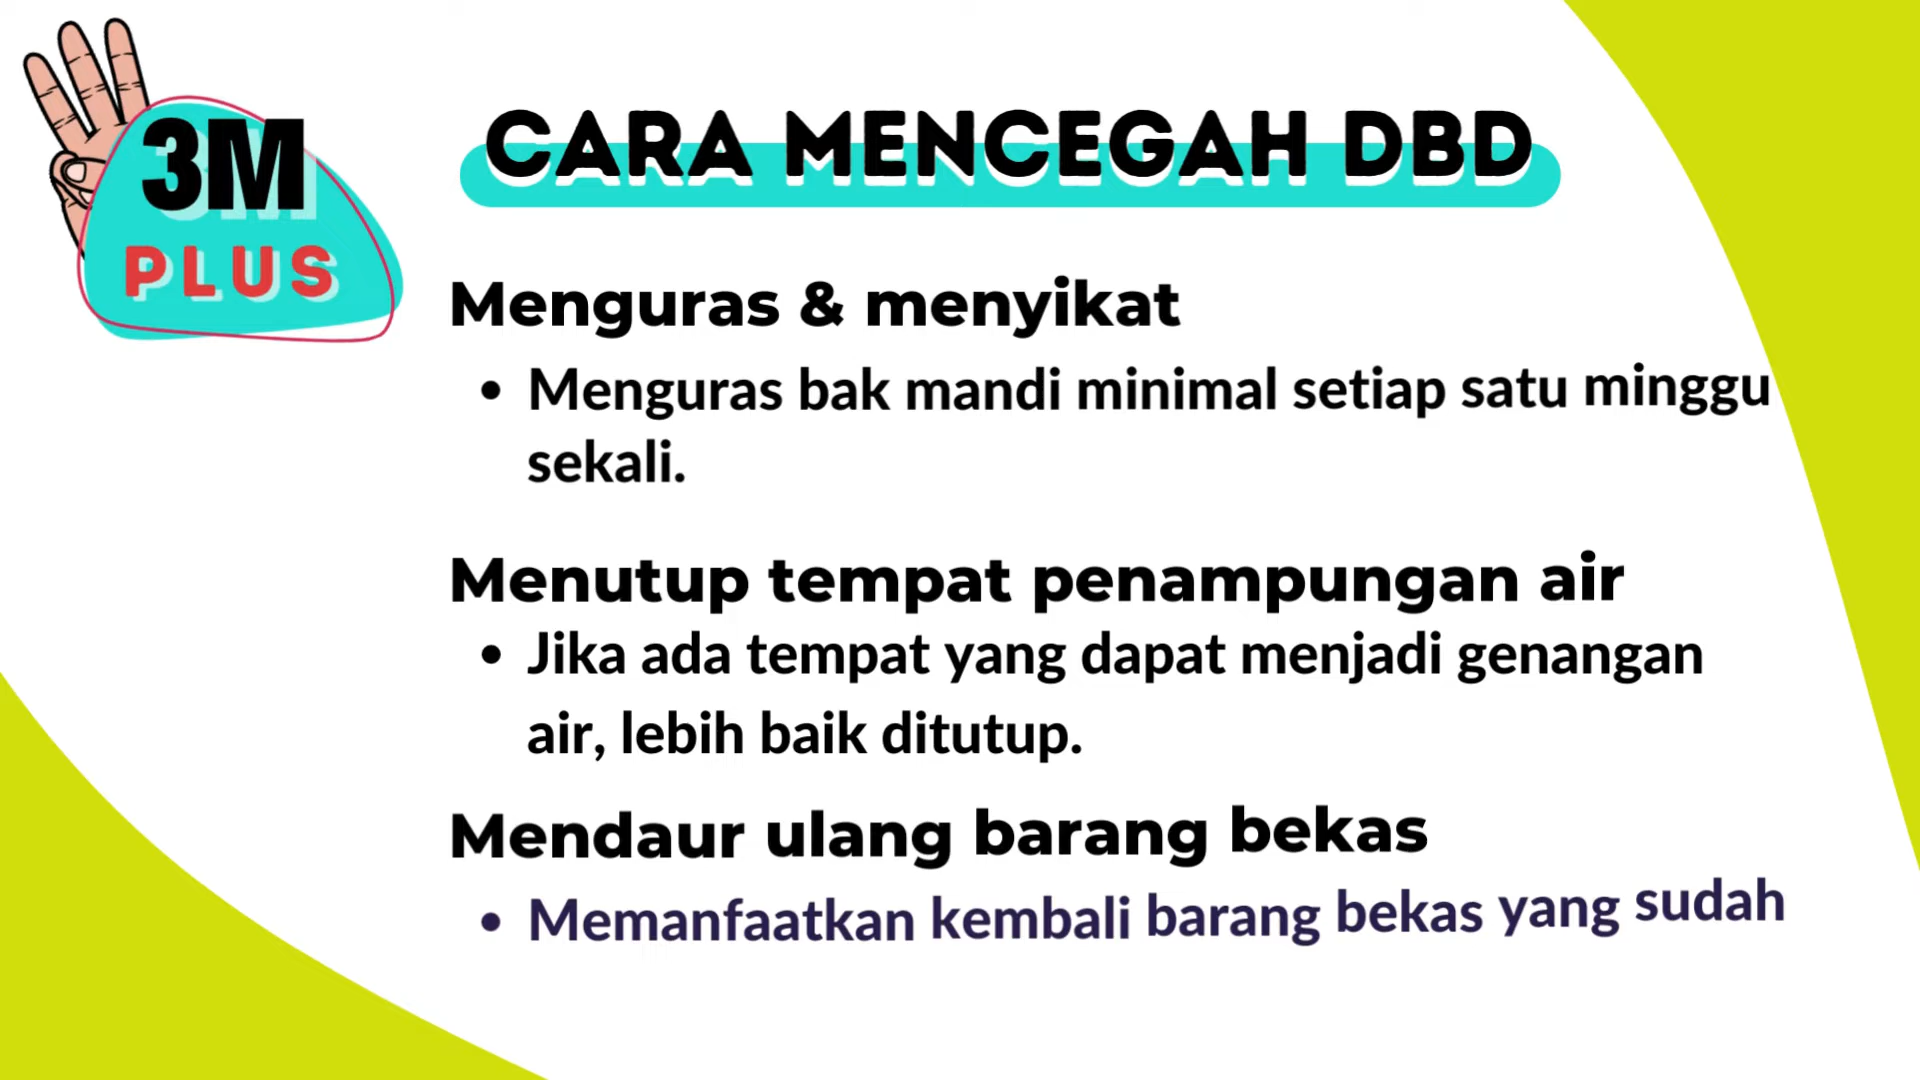 3M
PLUS
CARA MENCEGAH DBD
Menguras & menyikat
• Menguras bak mandi minimal setiap satu minggu
sekali.
Menutup tempat penampungan air
• Jika ada tempat yang dapat menjadi genangan
air, lebih baik ditutup.
Mendaur ulang barang bekas
• Memanfaatkan kembali barang bekas yang sudah